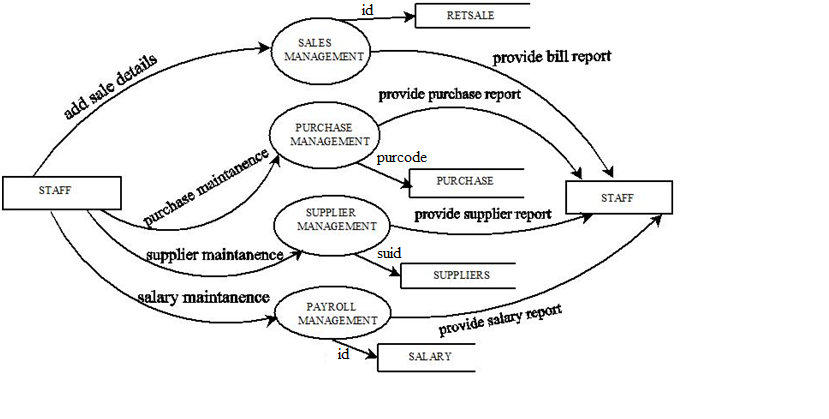 id
RETSALE
SALES
MANAGEMENT
provide bill report
add sale details
provide purchase report
PURCHASE
MANAGEMENT
purcode
PURCHASE
purchase maintanence
STAFF
STAFF
SUPPLIER
MANAGEMENT
provide supplier report
supplier maintanence
suid
SUPPLIERS
salary maintanence
PAYROLL
MANAGEMENT
provide salary report
id
SALARY